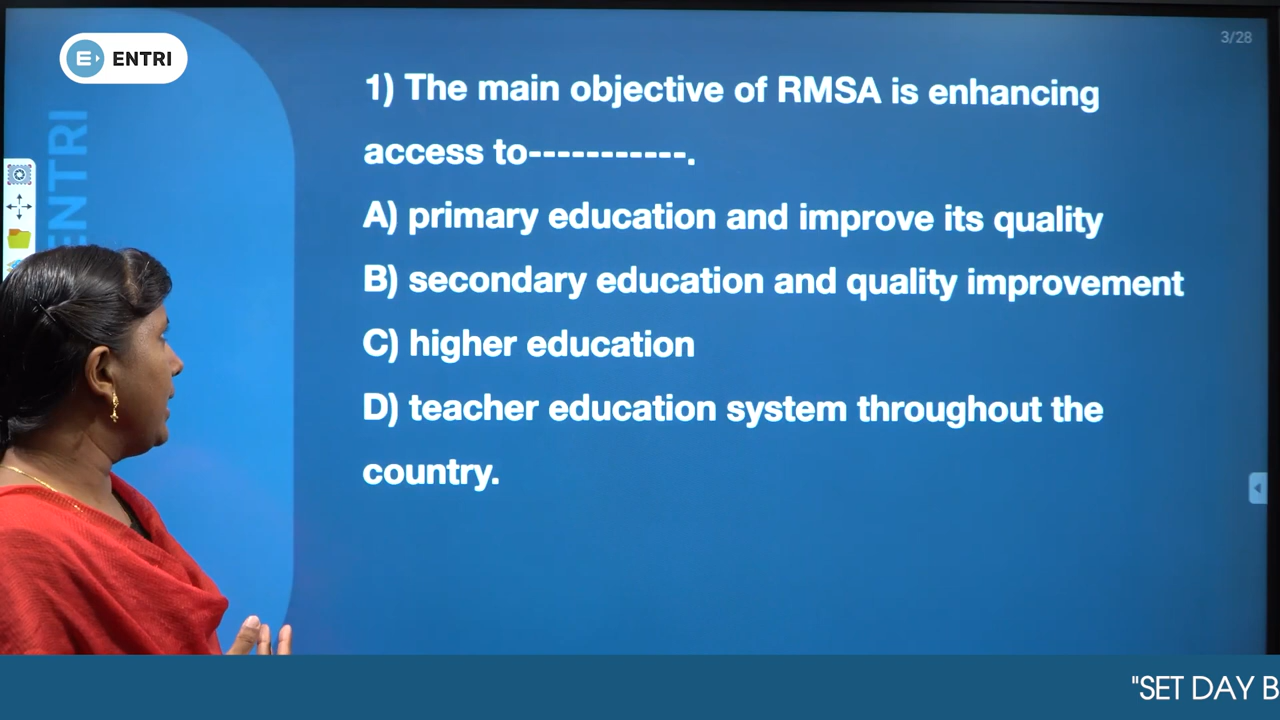 ENTRI
3/28
ENTRI
1) The main objective of RMSA is enhancing
access to-----------.
A) primary education and improve its quality
B) secondary education and quality improvement
C) higher education
D) teacher education system throughout the
country.
"SET DAY B